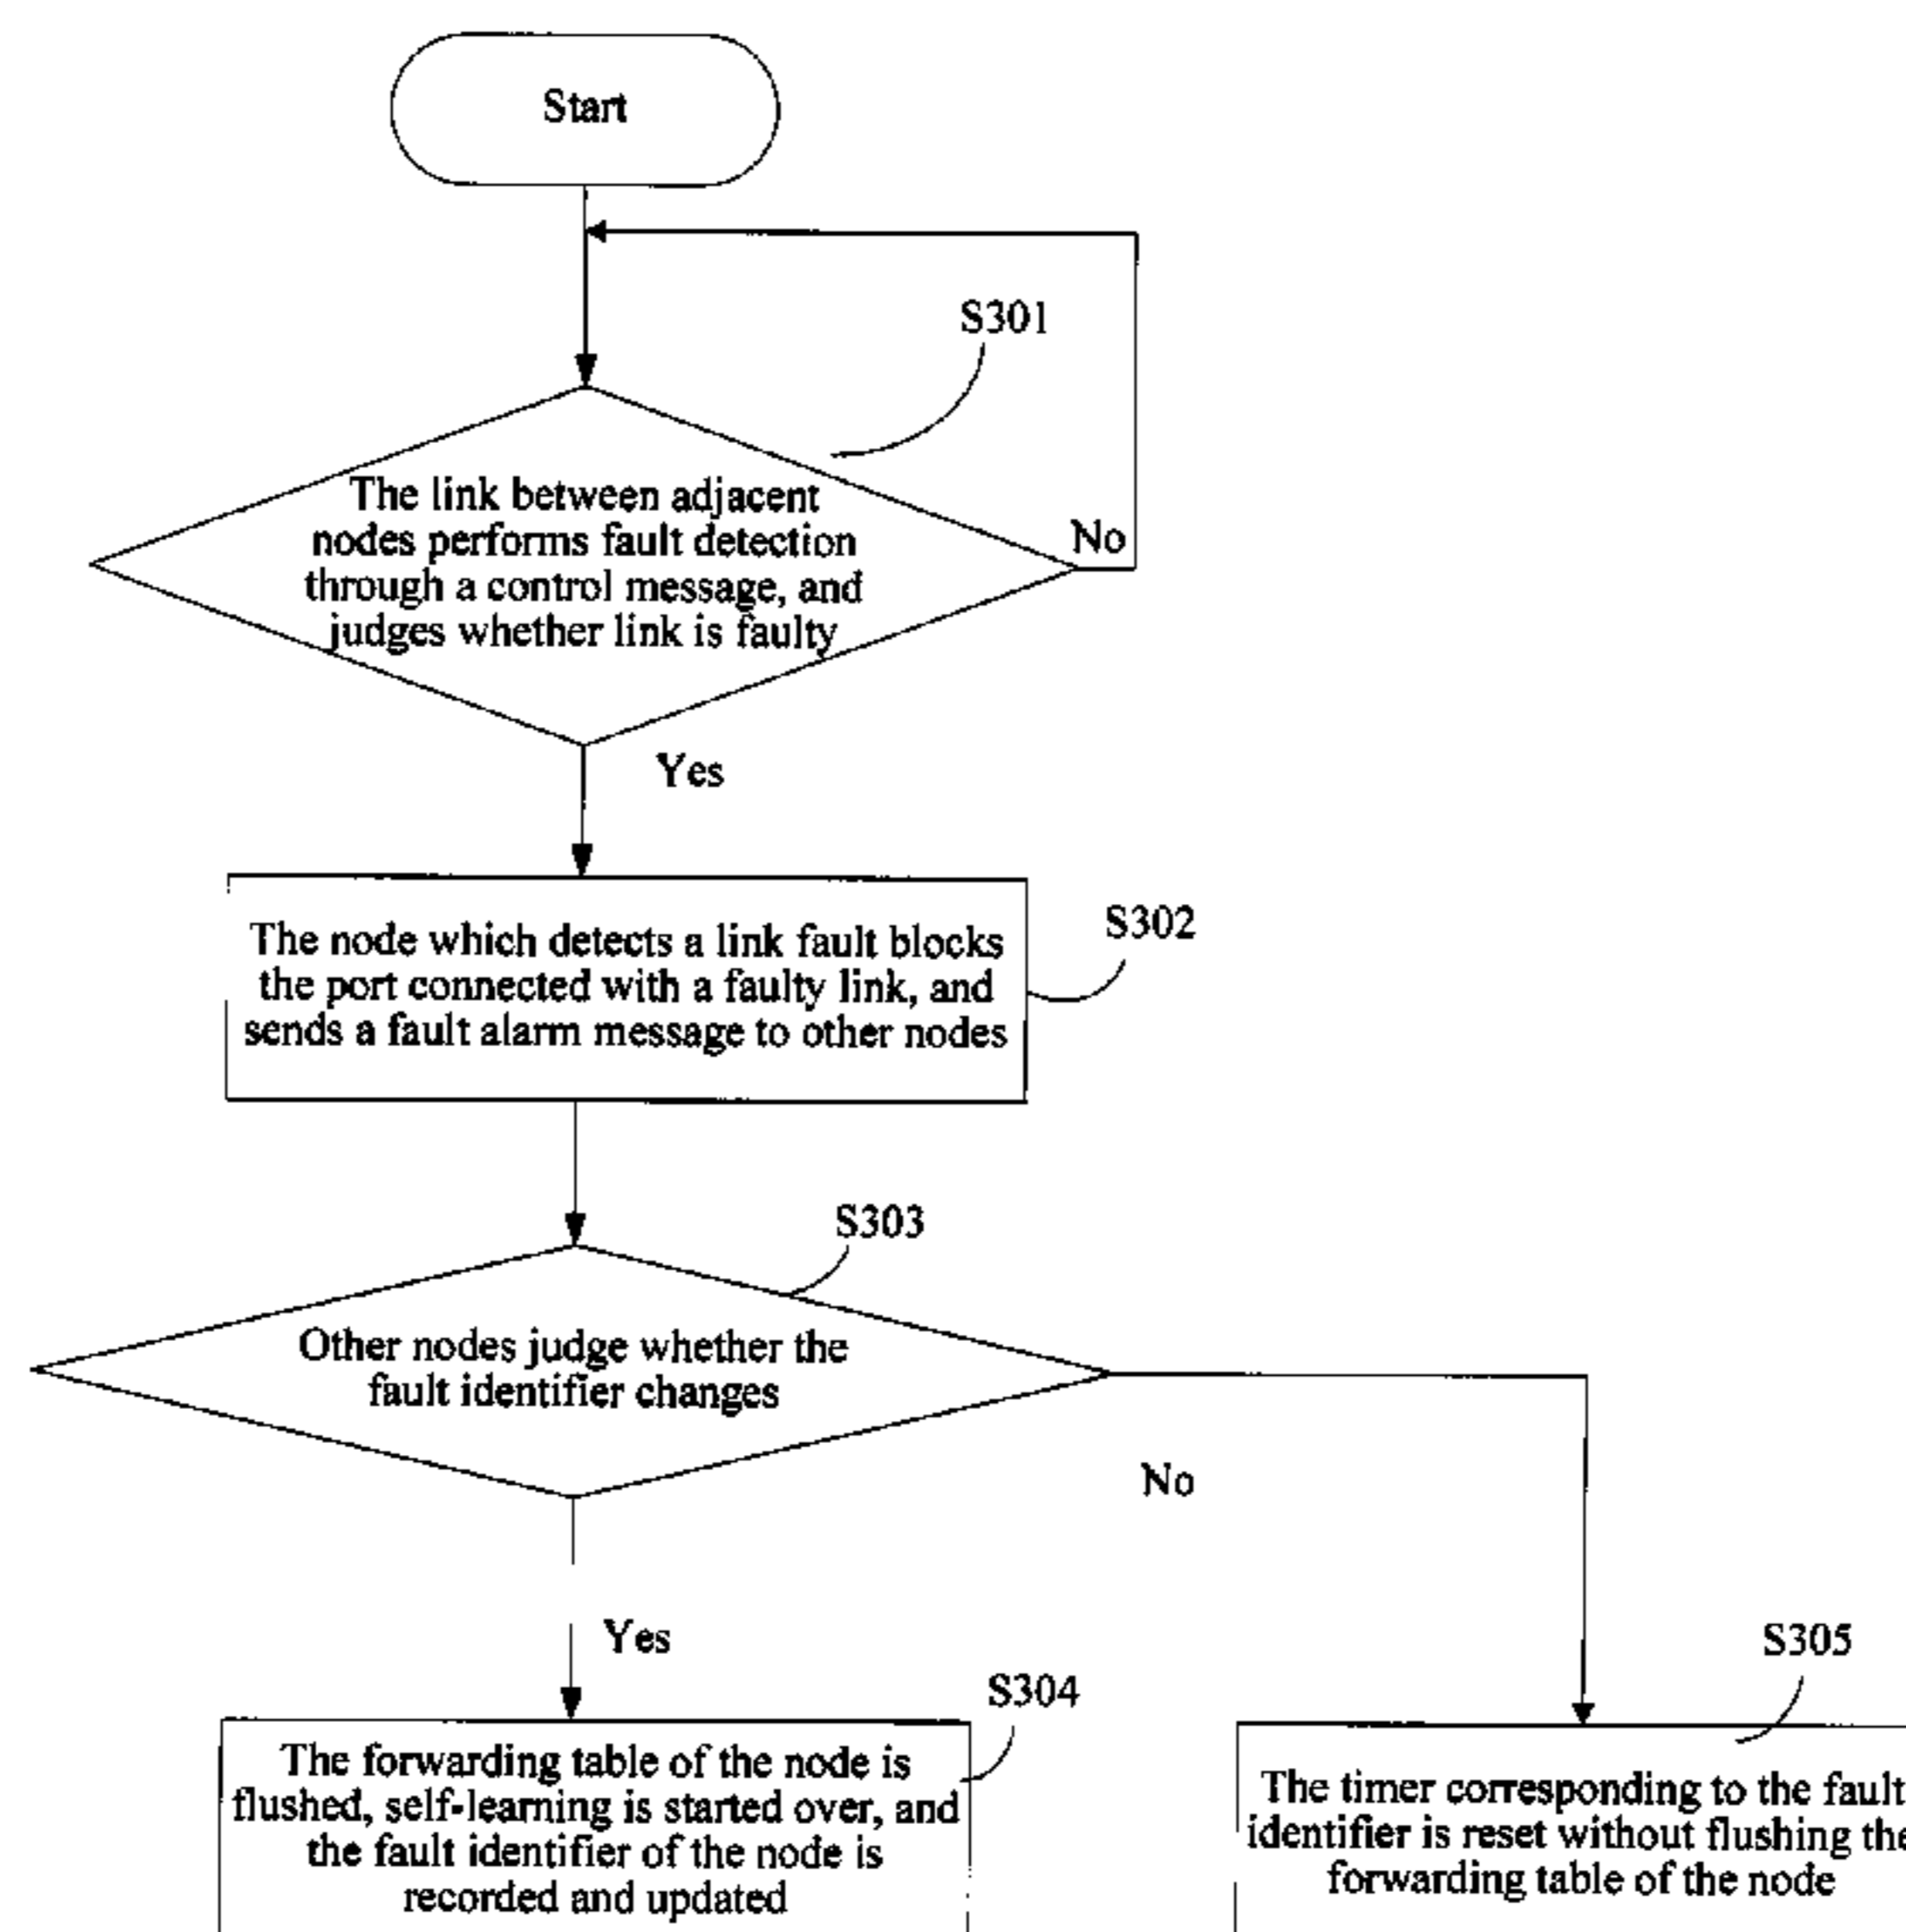 Start
S301
The link between adjacent
nodes performs fault detection
through a control message, and
judges whether link is faulty
No
Yes
S302
The node which detects a link fault blocks
the port connected with a faulty link, and
sends a fault alarm message to other nodes
S303
Other nodes judge whether the
fault identifier changes
No
Yes
S304
S305
The forwarding table of the node is
flushed, self-learning is started over, and
the fault identifier of the node is
recorded and updated
The timer corresponding to the fault
identifier is reset without flushing the
forwarding table of the node